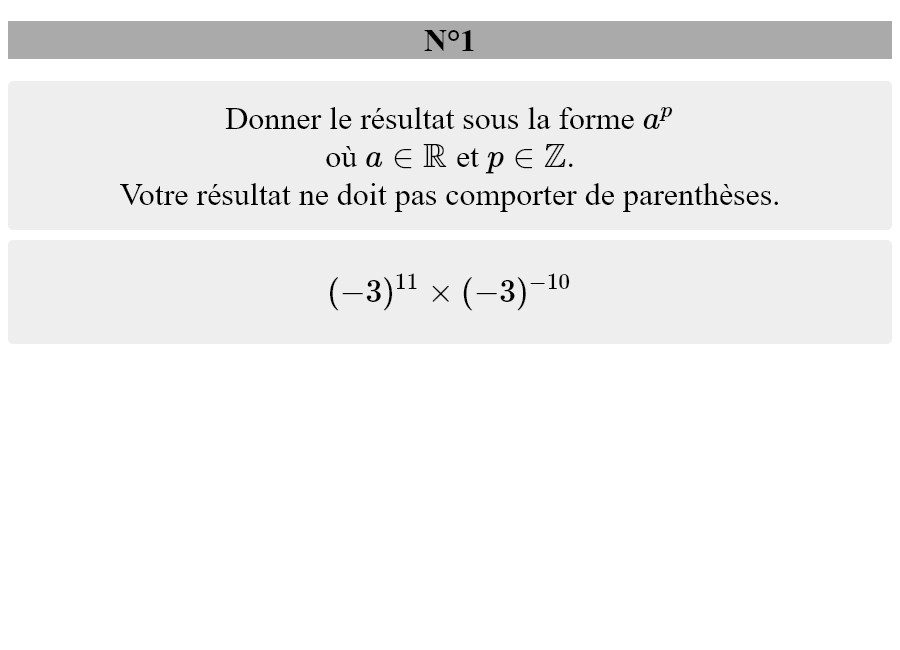 N°1
Donner le résultat sous la forme $a^p$
où $a \in \mathbb{R}$ et $p \in \mathbb{Z}$.
Votre résultat ne doit pas comporter de parenthèses.
$(-3)^{11} \times (-3)^{-10}$